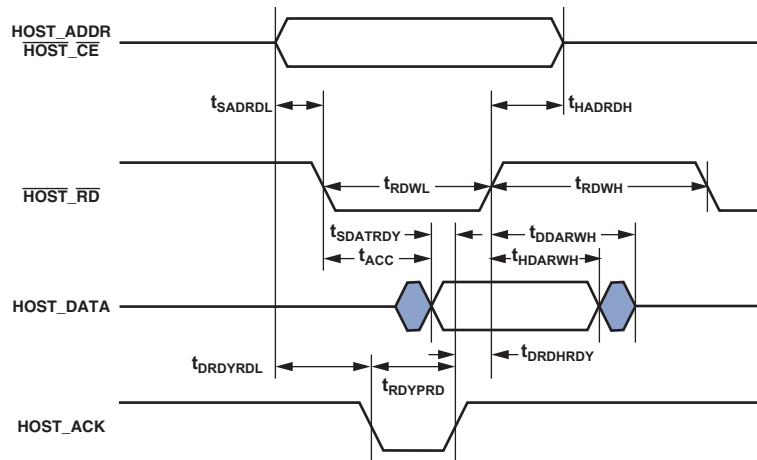 HOST_ADDR
HOST_CE
tSADRDL
tHADRDH
HOST_RD
tRDWL
tRDWH
tSDATRDY
tDDARWH
tACC
tHDARWH
HOST_DATA
tDRDYRDL
tRDYPRD
tDRDHRDY
HOST_ACK